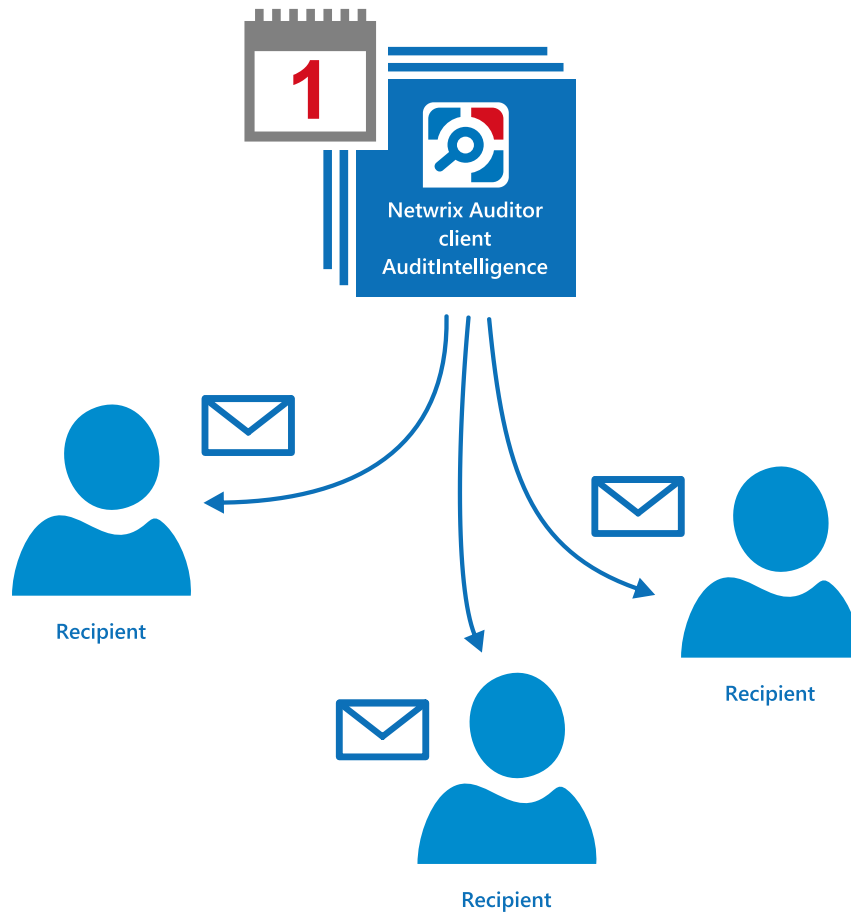 1
Netwrix Auditor
client
AuditIntelligence
Recipient
Recipient
Recipient